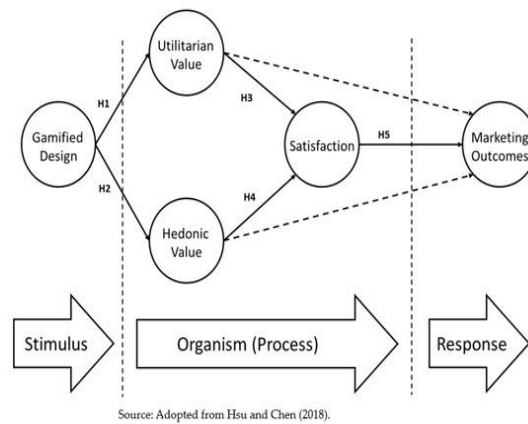 Utilitarian
Value
H1
H3
Gamified
Design
Satisfaction
H5
Marketing
Outcomes
H2
H4
Hedonic
Value
Stimulus
Organism (Process)
Response
Source: Adopted from Hsu and Chen (2018).